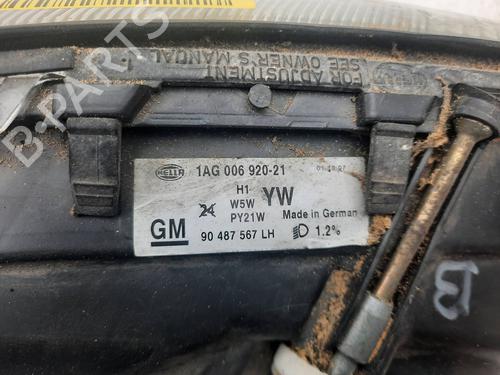 FOR ADJUSTMENT
SEE OWNER'S MANUAL
HELLA 1AG 006 920-21
H1
W5W YW
24 PY21W Made in German
GM 90 487 567 LH 1.2%
B
B-PARTS